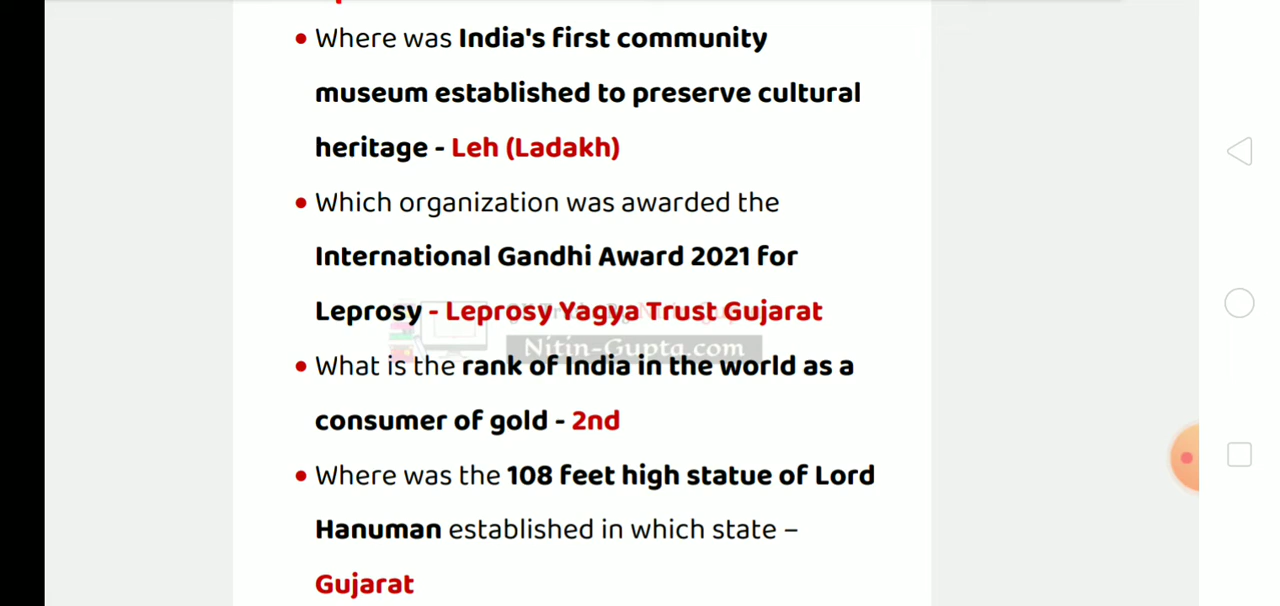 • Where was India's first community
museum established to preserve cultural
heritage - Leh (Ladakh)
• Which organization was awarded the
International Gandhi Award 2021 for
Leprosy - Leprosy Yagya Trust Gujarat
Nitin-Gupta.com
• What is the rank of India in the world as a
consumer of gold - 2nd
• Where was the 108 feet high statue of Lord
Hanuman established in which state –
Gujarat